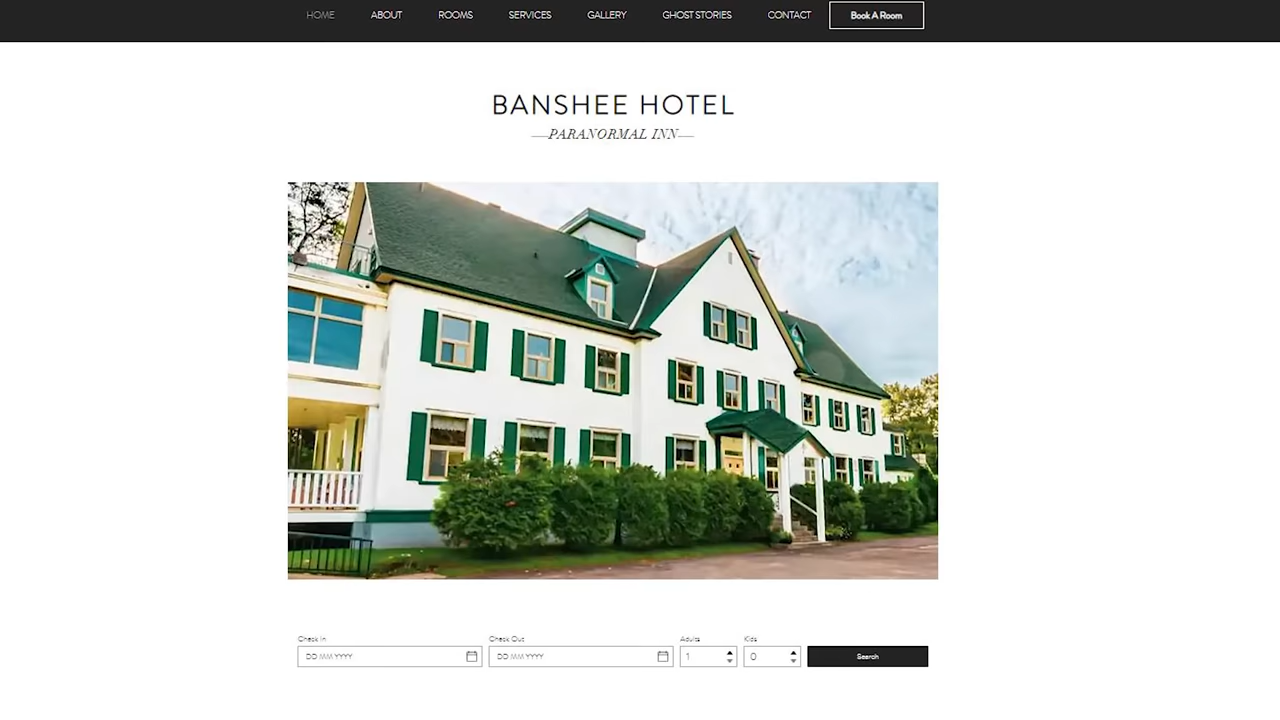 HOME ABOUT ROOMS SERVICES GALLERY GHOST STORIES CONTACT Book A Room
BANSHEE HOTEL
PARANORMAL INN
Check In Check Out Adults Kids
DD MM YYYY DD MM YYYY 1 0 Search